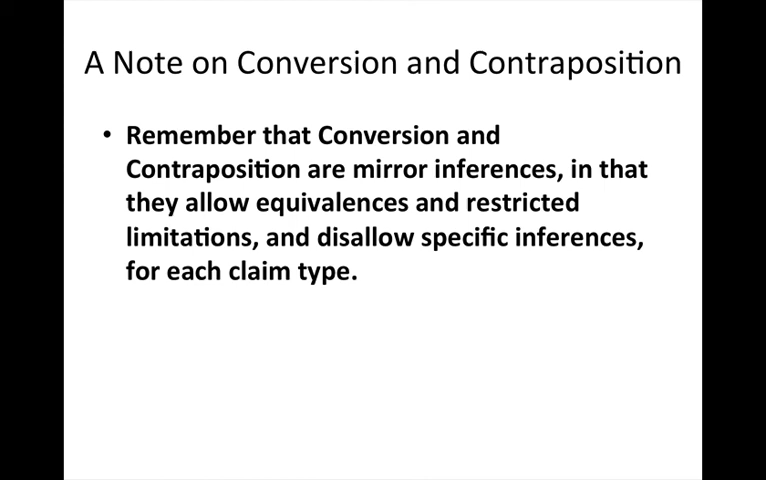 A Note on Conversion and Contraposition
• Remember that Conversion and
Contraposition are mirror inferences, in that
they allow equivalences and restricted
limitations, and disallow specific inferences,
for each claim type.